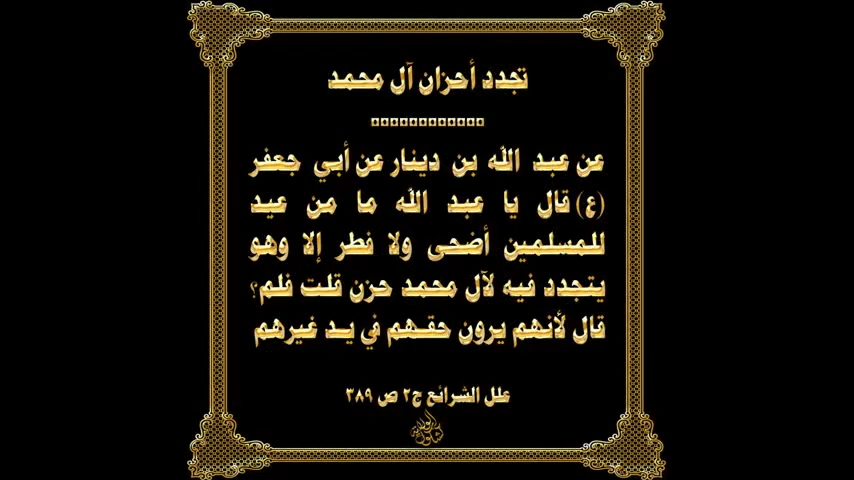 تجدد أحزان آل محمد
عن عبد الله بن دينار عن أبي جعفر
(ع) قال يا عبد الله ما من عيد
للمسلمين أضحى ولا فطر إلا وهو
يتجدد فيه لآل محمد حزن قلت فلم؟
قال لأنهم يرون حقهم في يد غيرهم
علل الشرائع ج٢ ص ٣٨٩